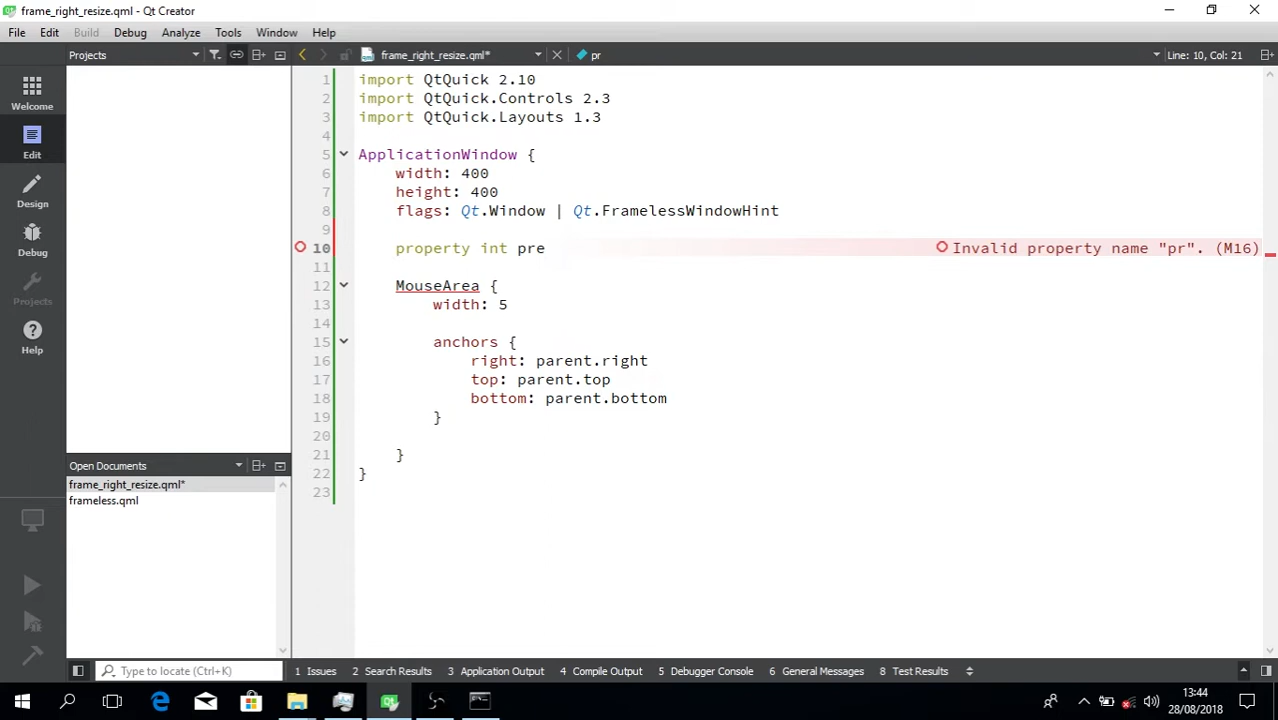 frame_right_resize.qml - Qt Creator
File Edit Build Debug Analyze Tools Window Help
Projects frame_right_resize.qml* pr Line: 10, Col: 21
Welcome
Edit
Design
Debug
Projects
Help
1 import QtQuick 2.10
2 import QtQuick.Controls 2.3
3 import QtQuick.Layouts 1.3
4
5 ApplicationWindow {
6 width: 400
7 height: 400
8 flags: Qt.Window | Qt.FramelessWindowHint
9
10 property int pre Invalid property name "pr". (M16)
11
12 MouseArea {
13 width: 5
14
15 anchors {
16 right: parent.right
17 top: parent.top
18 bottom: parent.bottom
19 }
20
21 }
22 }
23
Open Documents
frame_right_resize.qml*
frameless.qml
Type to locate (Ctrl+K) 1 Issues 2 Search Results 3 Application Output 4 Compile Output 5 Debugger Console 6 General Messages 8 Test Results
13:44
28/08/2018